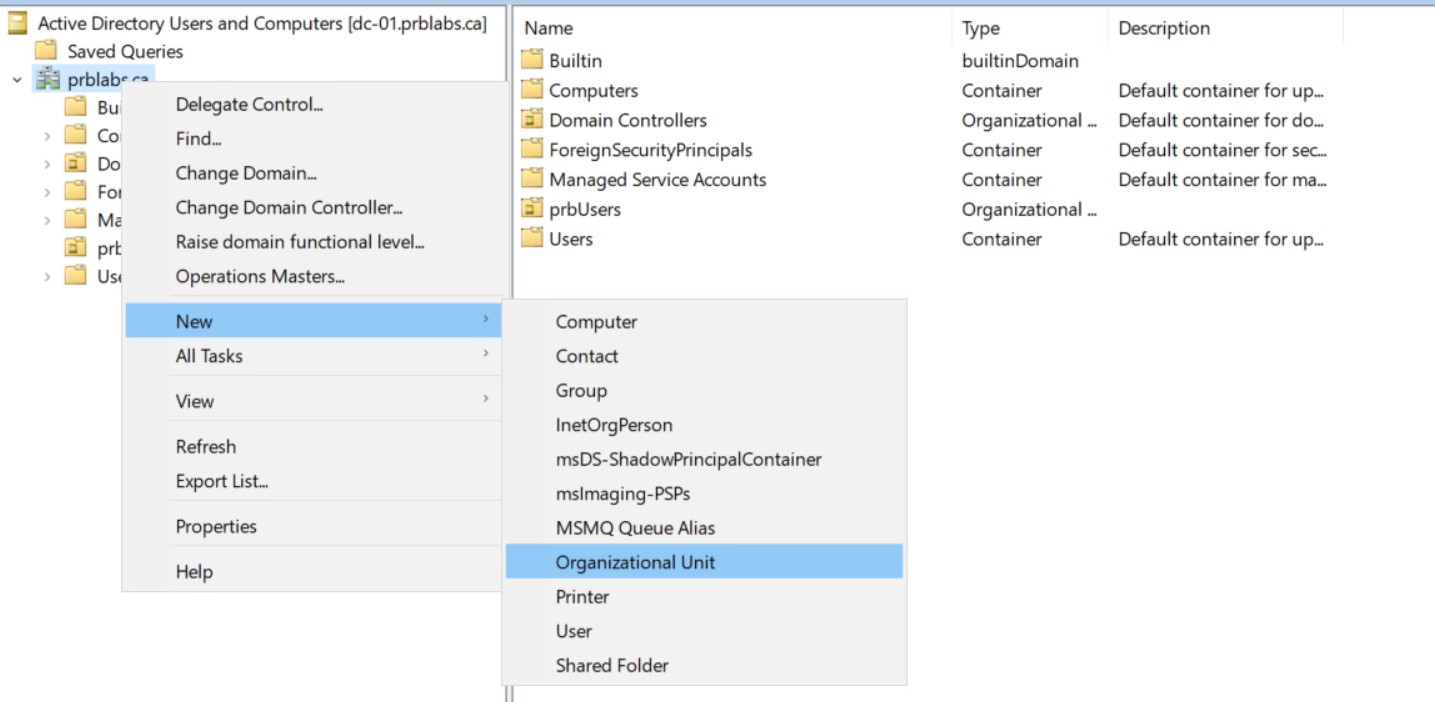 Active Directory Users and Computers [dc-01.prblabs.ca]
Saved Queries
prblabs.ca
Bui
Co
Do
For
Ma
prb
Use
Delegate Control...
Find...
Change Domain...
Change Domain Controller...
Raise domain functional level...
Operations Masters...
New
All Tasks
View
Refresh
Export List...
Properties
Help
Name Type Description
Builtin builtinDomain
Computers Container Default container for up...
Domain Controllers Organizational ... Default container for do...
ForeignSecurityPrincipals Container Default container for sec...
Managed Service Accounts Container Default container for ma...
prbUsers Organizational ...
Users Container Default container for up...
Computer
Contact
Group
InetOrgPerson
msDS-ShadowPrincipalContainer
msImaging-PSPs
MSMQ Queue Alias
Organizational Unit
Printer
User
Shared Folder